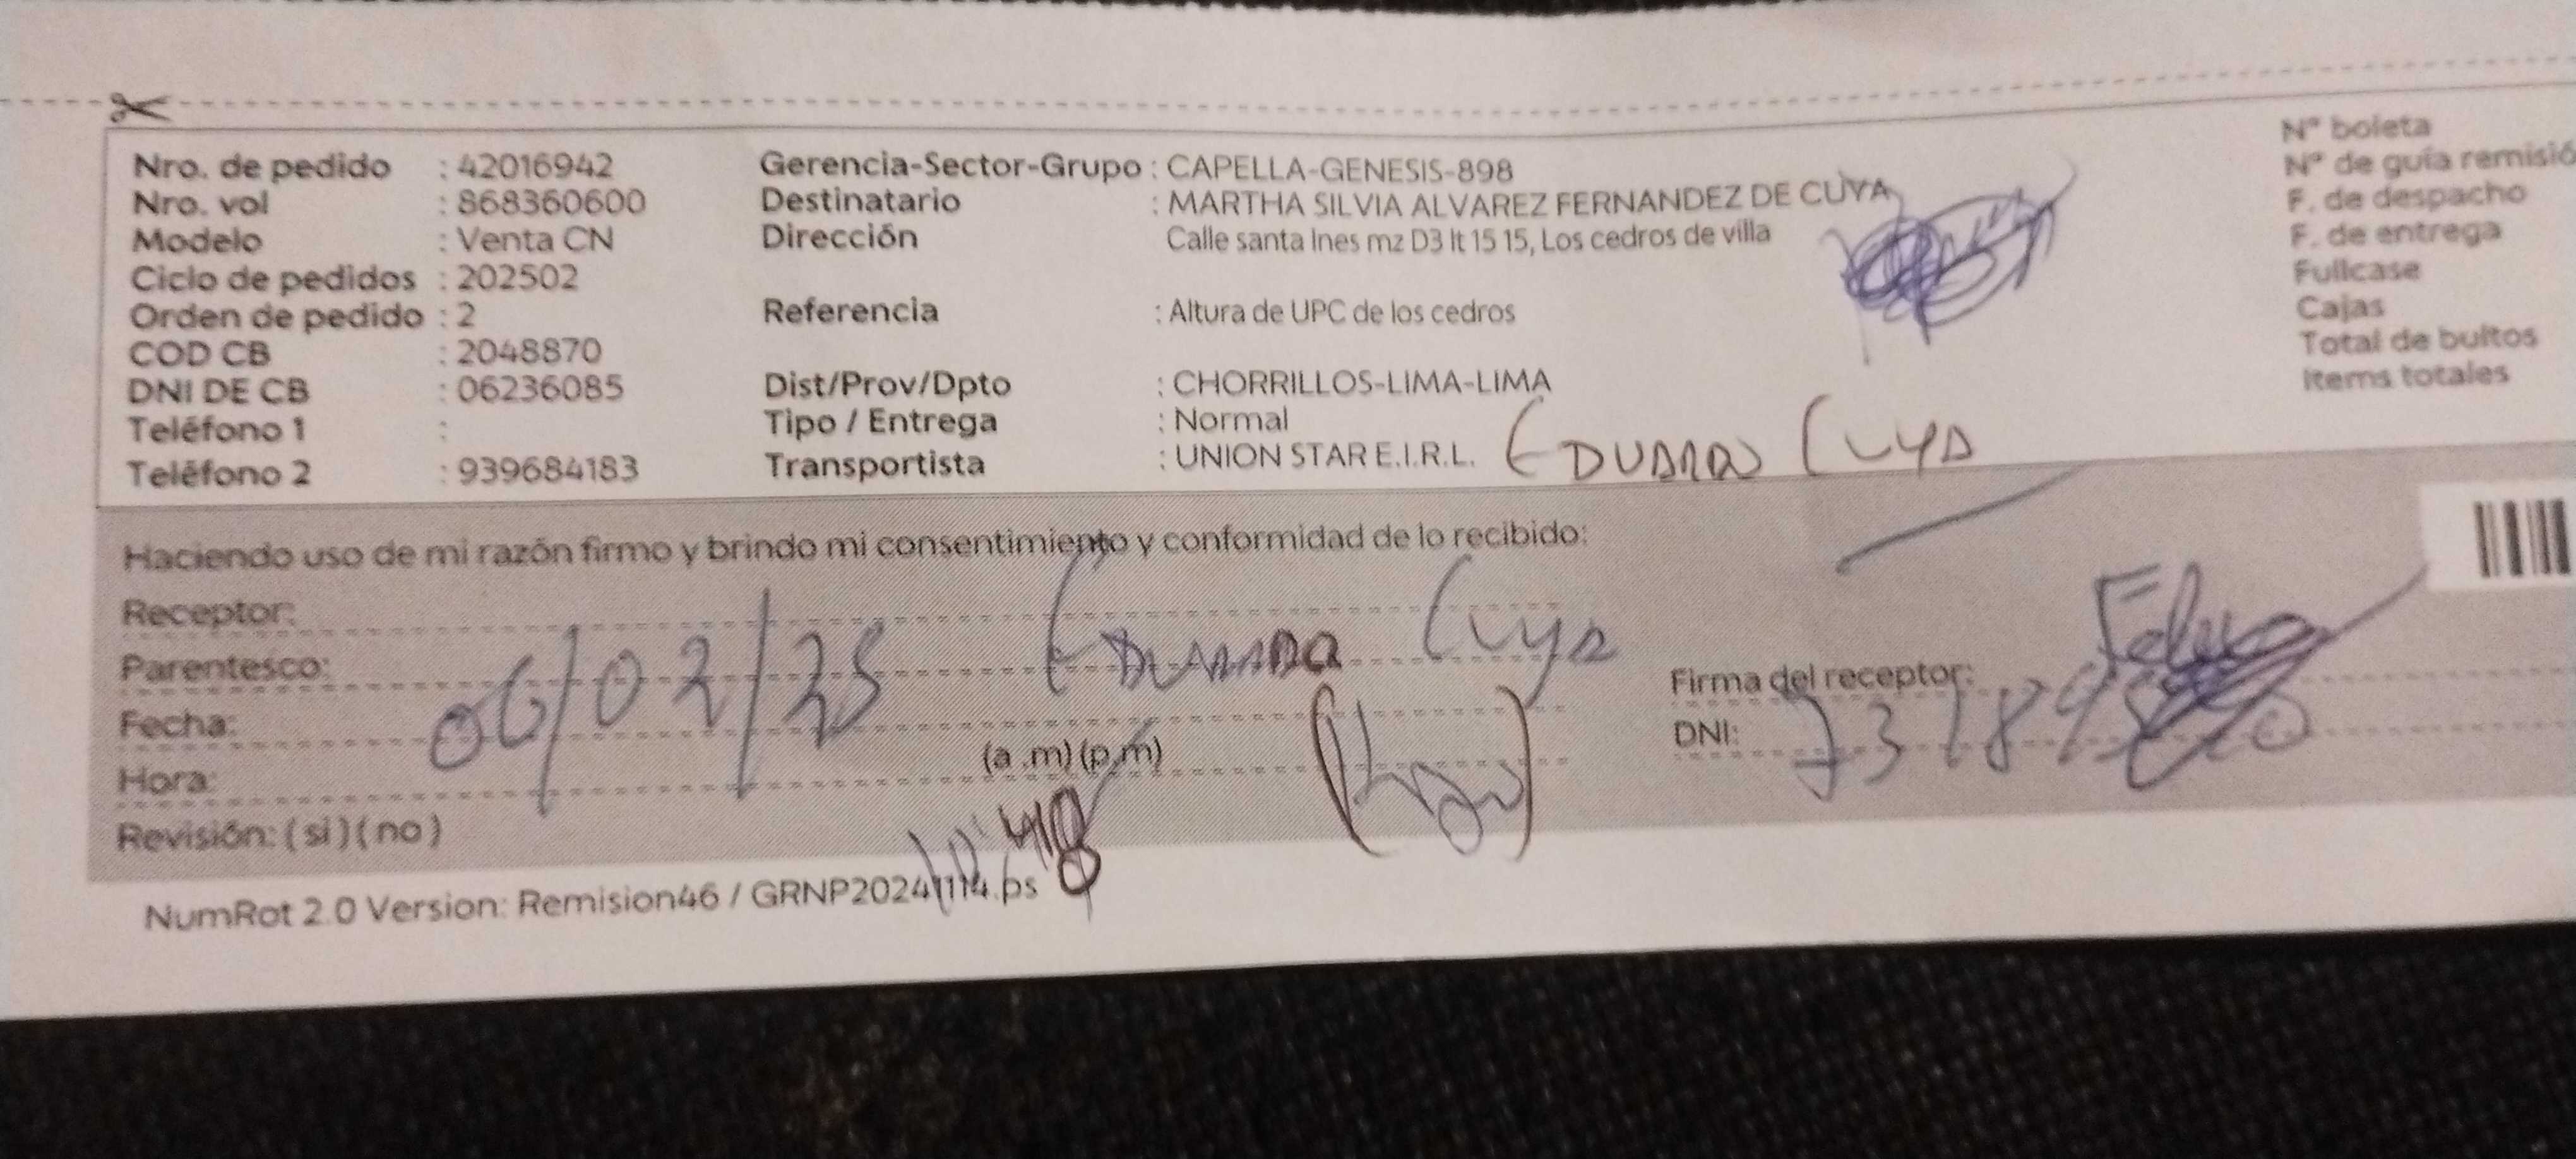 Nro. de pedido : 42016942
Nro. vol : 868360600
Modelo : Venta CN
Ciclo de pedidos : 202502
Orden de pedido : 2
COD CB : 2048870
DNI DE CB : 06236085
Teléfono 1 :
Teléfono 2 : 939684183
Gerencia-Sector-Grupo : CAPELLA-GENESIS-898
Destinatario : MARTHA SILVIA ALVAREZ FERNANDEZ DE CUYA
Dirección Calle santa Ines mz D3 lt 15 15, Los cedros de villa
Referencia : Altura de UPC de los cedros
Dist/Prov/Dpto : CHORRILLOS-LIMA-LIMA
Tipo / Entrega : Normal
Transportista : UNION STAR E.I.R.L.
EDUARDO CUYA
N° boleta
N° de guía remisió
F. de despacho
F. de entrega
Fullcase
Cajas
Total de bultos
Items totales
Haciendo uso de mi razón firmo y brindo mi consentimiento y conformidad de lo recibido:
Receptor:
Parentesco: EDUARDO Cuya
Fecha: 06/02/25
Hora: (a .m) (p.m)
Revisión: ( si ) ( no )
Firma del receptor:
DNI:
NumRot 2.0 Version: Remision46 / GRNP20241114.ps